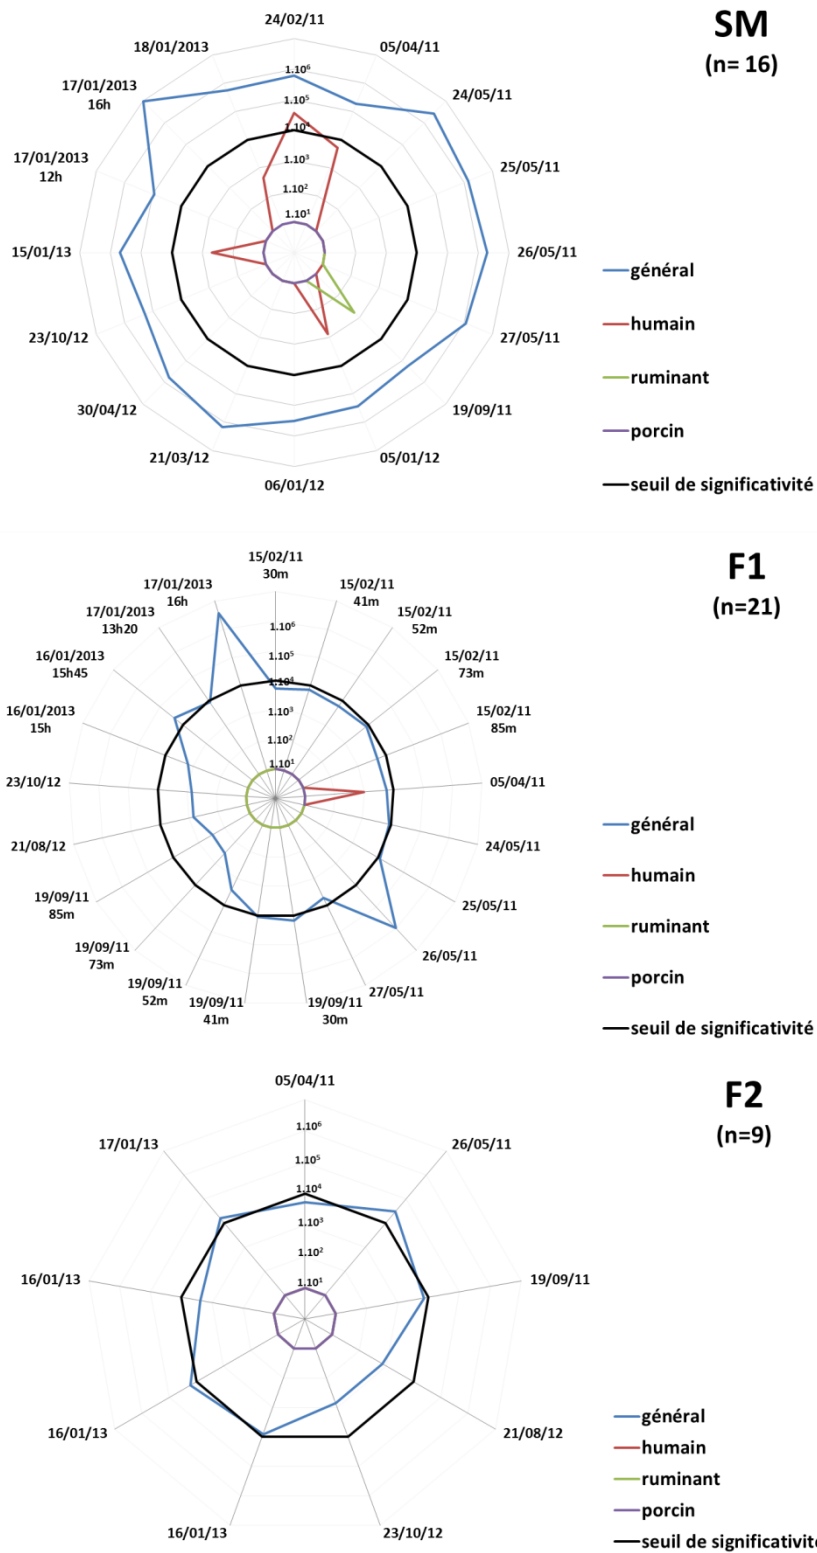 SM
(n= 16)
24/02/11
05/04/11
24/05/11
25/05/11
26/05/11
27/05/11
19/09/11
05/01/12
06/01/12
21/03/12
30/04/12
23/10/12
15/01/13
17/01/2013
12h
17/01/2013
16h
18/01/2013
1.10⁶
1.10⁵
1.10⁴
1.10³
1.10²
1.10¹
général
humain
ruminant
porcin
seuil de significativité
F1
(n=21)
15/02/11
30m
15/02/11
41m
15/02/11
52m
15/02/11
73m
15/02/11
85m
05/04/11
24/05/11
25/05/11
26/05/11
27/05/11
19/09/11
30m
19/09/11
41m
19/09/11
52m
19/09/11
73m
19/09/11
85m
21/08/12
23/10/12
16/01/2013
15h
16/01/2013
15h45
17/01/2013
13h20
17/01/2013
16h
1.10⁶
1.10⁵
1.10⁴
1.10³
1.10²
1.10¹
général
humain
ruminant
porcin
seuil de significativité
F2
(n=9)
05/04/11
26/05/11
19/09/11
21/08/12
23/10/12
16/01/13
16/01/13
16/01/13
17/01/13
1.10⁶
1.10⁵
1.10⁴
1.10³
1.10²
1.10¹
général
humain
ruminant
porcin
seuil de significativité